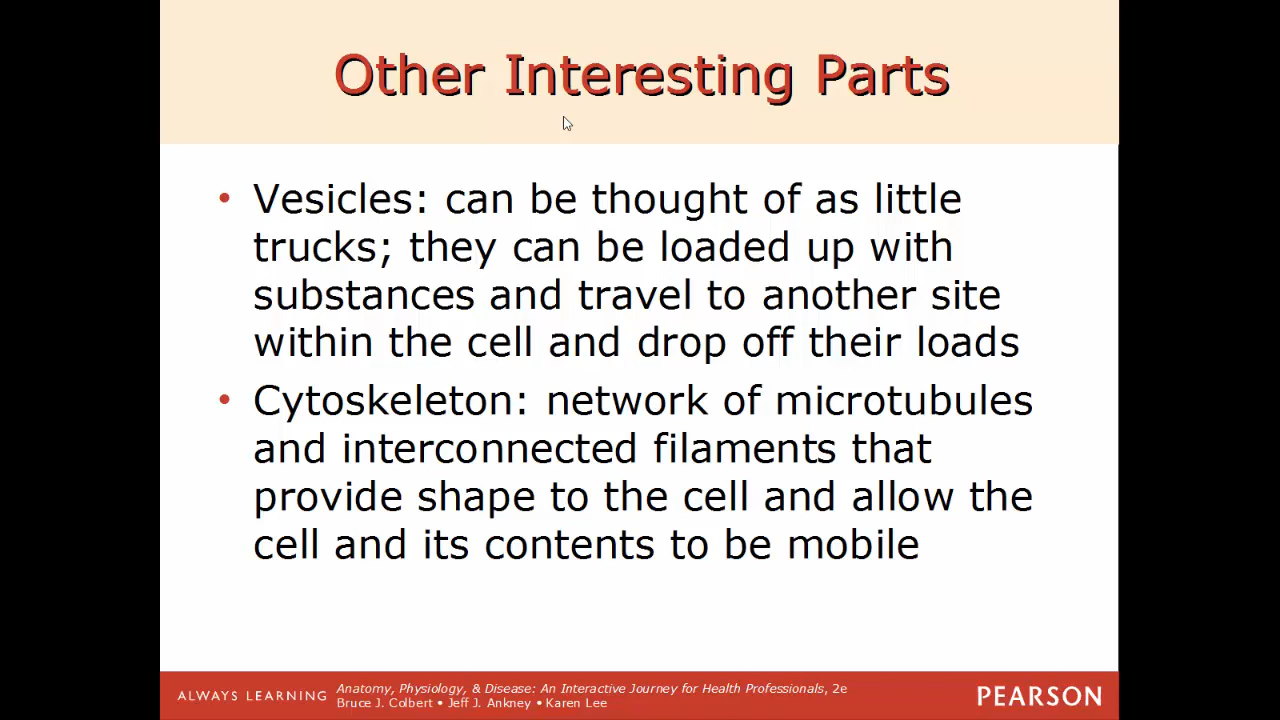 Other Interesting Parts
• Vesicles: can be thought of as little
trucks; they can be loaded up with
substances and travel to another site
within the cell and drop off their loads
• Cytoskeleton: network of microtubules
and interconnected filaments that
provide shape to the cell and allow the
cell and its contents to be mobile
ALWAYS LEARNING
Anatomy, Physiology, & Disease: An Interactive Journey for Health Professionals, 2e
Bruce J. Colbert • Jeff J. Ankney • Karen Lee
PEARSON